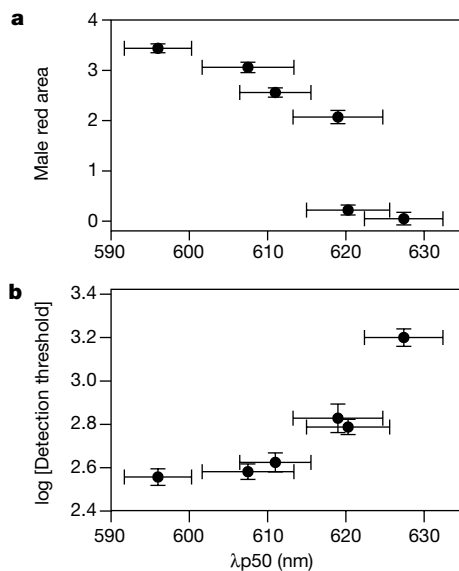 a
Male red area
4
3
2
1
0
590 600 610 620 630
b
log [Detection threshold]
3.4
3.2
3.0
2.8
2.6
2.4
590 600 610 620 630
λp50 (nm)